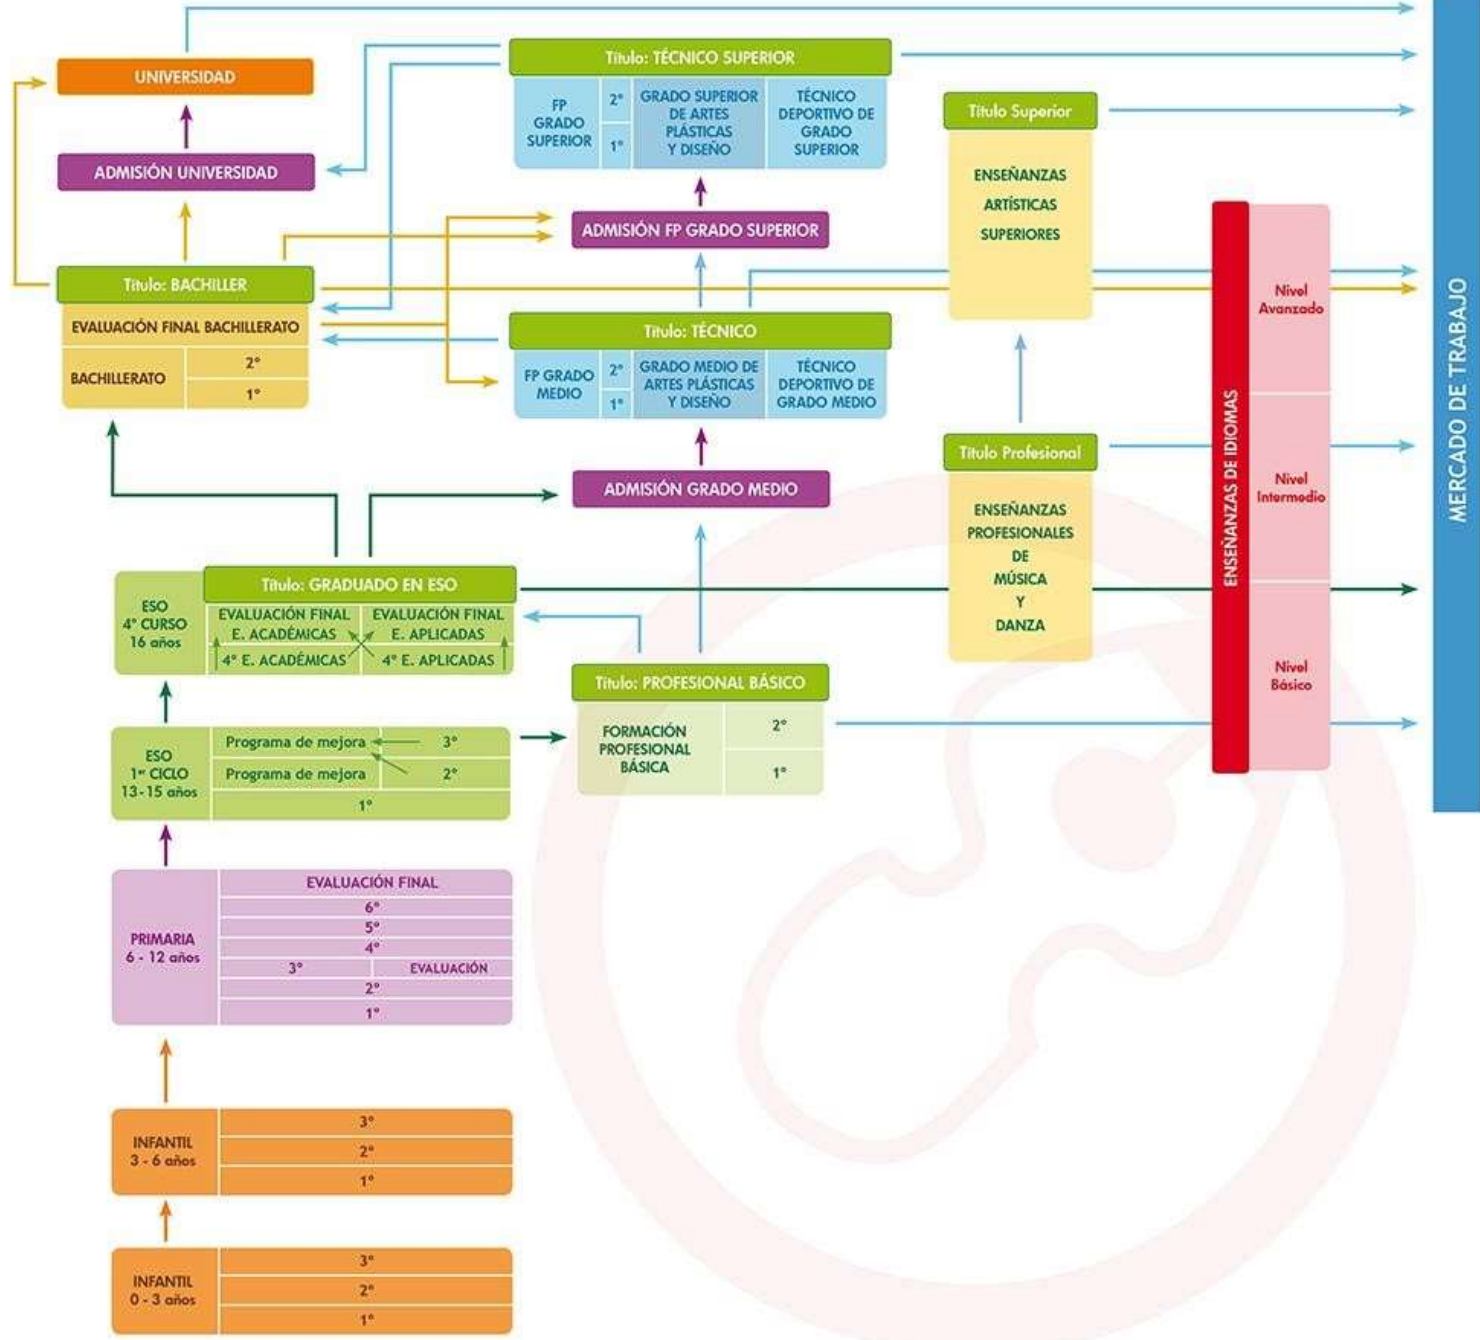 UNIVERSIDAD
ADMISIÓN UNIVERSIDAD
Título: BACHILLER
EVALUACIÓN FINAL BACHILLERATO
BACHILLERATO
2º
1º
Título: TÉCNICO SUPERIOR
FP
GRADO
SUPERIOR
2º
1º
GRADO SUPERIOR
DE ARTES
PLÁSTICAS
Y DISEÑO
TÉCNICO
DEPORTIVO DE
GRADO
SUPERIOR
ADMISIÓN FP GRADO SUPERIOR
Título: TÉCNICO
FP GRADO
MEDIO
2º
1º
GRADO MEDIO DE
ARTES PLÁSTICAS
Y DISEÑO
TÉCNICO
DEPORTIVO DE
GRADO MEDIO
ADMISIÓN GRADO MEDIO
Título Superior
ENSEÑANZAS
ARTÍSTICAS
SUPERIORES
Título Profesional
ENSEÑANZAS
PROFESIONALES
DE
MÚSICA
Y
DANZA
ENSEÑANZAS DE IDIOMAS
Nivel
Avanzado
Nivel
Intermedio
Nivel
Básico
MERCADO DE TRABAJO
ESO
4º CURSO
16 años
Título: GRADUADO EN ESO
EVALUACIÓN FINAL
E. ACADÉMICAS
EVALUACIÓN FINAL
E. APLICADAS
4º E. ACADÉMICAS
4º E. APLICADAS
Título: PROFESIONAL BÁSICO
FORMACIÓN
PROFESIONAL
BÁSICA
2º
1º
ESO
1er CICLO
13-15 años
Programa de mejora
3º
Programa de mejora
2º
1º
PRIMARIA
6 - 12 años
EVALUACIÓN FINAL
6º
5º
4º
3º
EVALUACIÓN
2º
1º
INFANTIL
3 - 6 años
3º
2º
1º
INFANTIL
0 - 3 años
3º
2º
1º